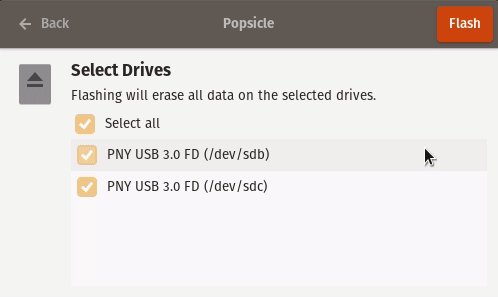 Back
Popsicle
Flash
Select Drives
Flashing will erase all data on the selected drives.
Select all
PNY USB 3.0 FD (/dev/sdb)
PNY USB 3.0 FD (/dev/sdc)